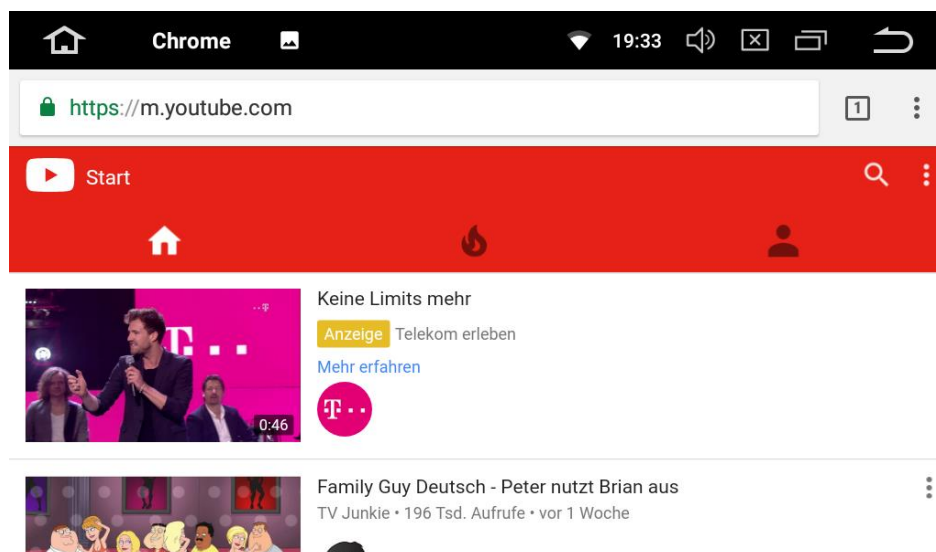 Chrome
19:33
https://m.youtube.com
1
Start
Keine Limits mehr
Anzeige Telekom erleben
Mehr erfahren
T
T
0:46
T
Family Guy Deutsch - Peter nutzt Brian aus
TV Junkie • 196 Tsd. Aufrufe • vor 1 Woche